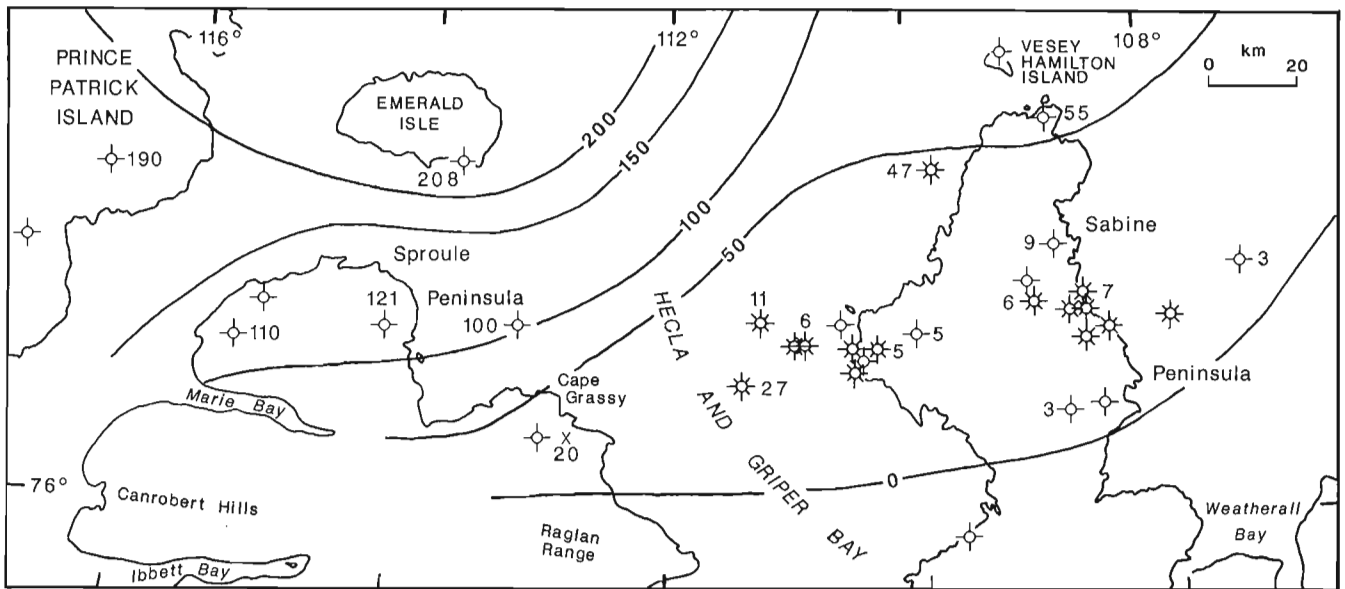 116°
112°
108°
km
0 20
PRINCE
PATRICK
ISLAND
190
EMERALD
ISLE
208
200
150
100
50
0
VESEY
HAMILTON
ISLAND
55
47
Sabine
9
3
6
7
Peninsula
3
Sproule
Peninsula
121
110
100
11
6
5
5
27
HECLA
AND
GRIPER
BAY
Cape
Grassy
X
20
Marie Bay
76°
Canrobert Hills
Ibbett Bay
Raglan
Range
Weatherall
Bay